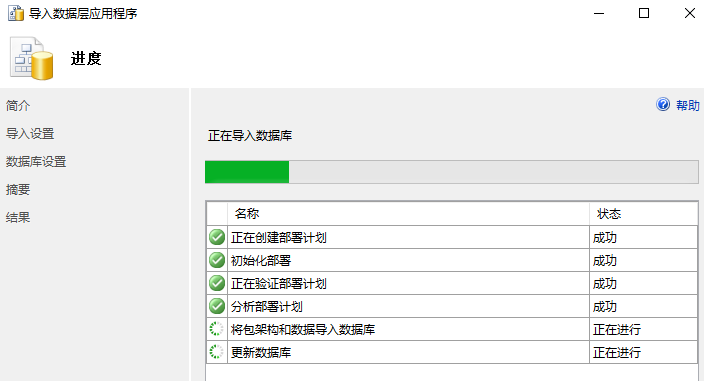 导入数据层应用程序
进度
简介
导入设置
数据库设置
摘要
结果
帮助
正在导入数据库
名称 状态
正在创建部署计划 成功
初始化部署 成功
正在验证部署计划 成功
分析部署计划 成功
将包架构和数据导入数据库 正在进行
更新数据库 正在进行